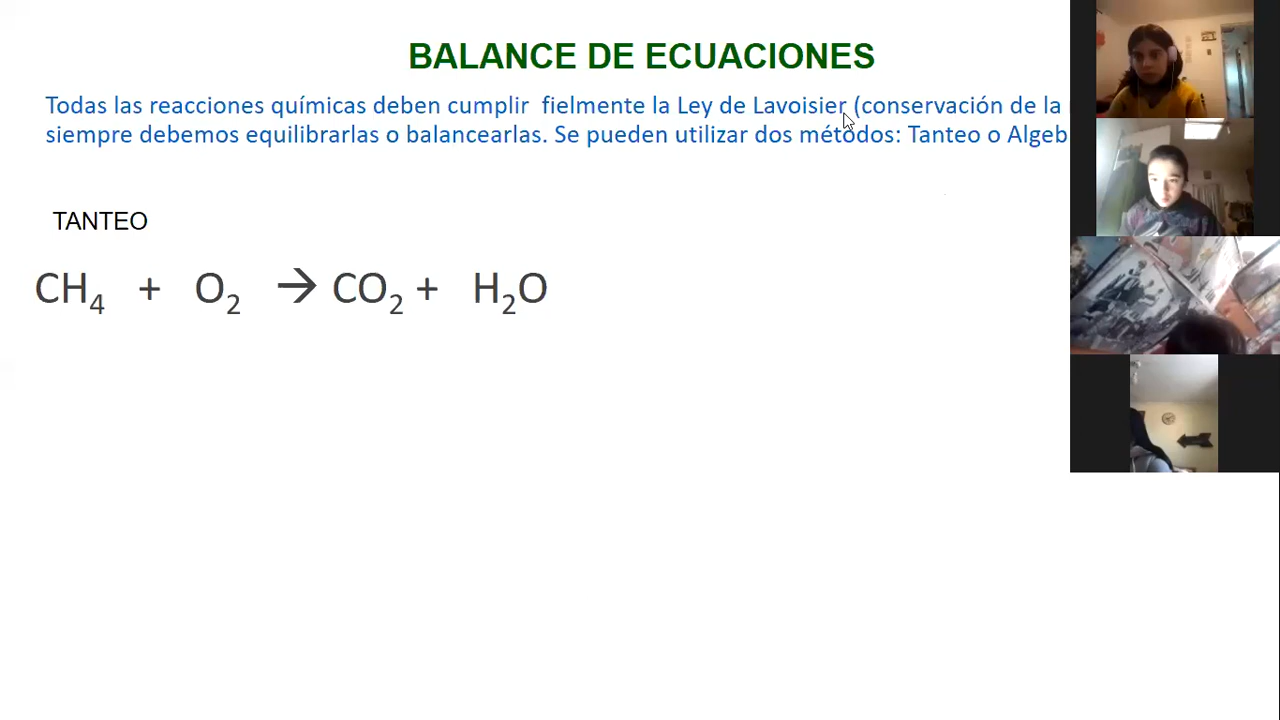 BALANCE DE ECUACIONES
Todas las reacciones químicas deben cumplir fielmente la Ley de Lavoisier (conservación de la
siempre debemos equilibrarlas o balancearlas. Se pueden utilizar dos métodos: Tanteo o Algeb
TANTEO
CH₄ + O₂ → CO₂ + H₂O